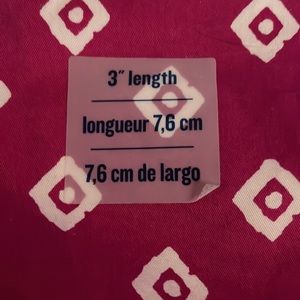 3″ length
longueur 7,6 cm
7,6 cm de largo